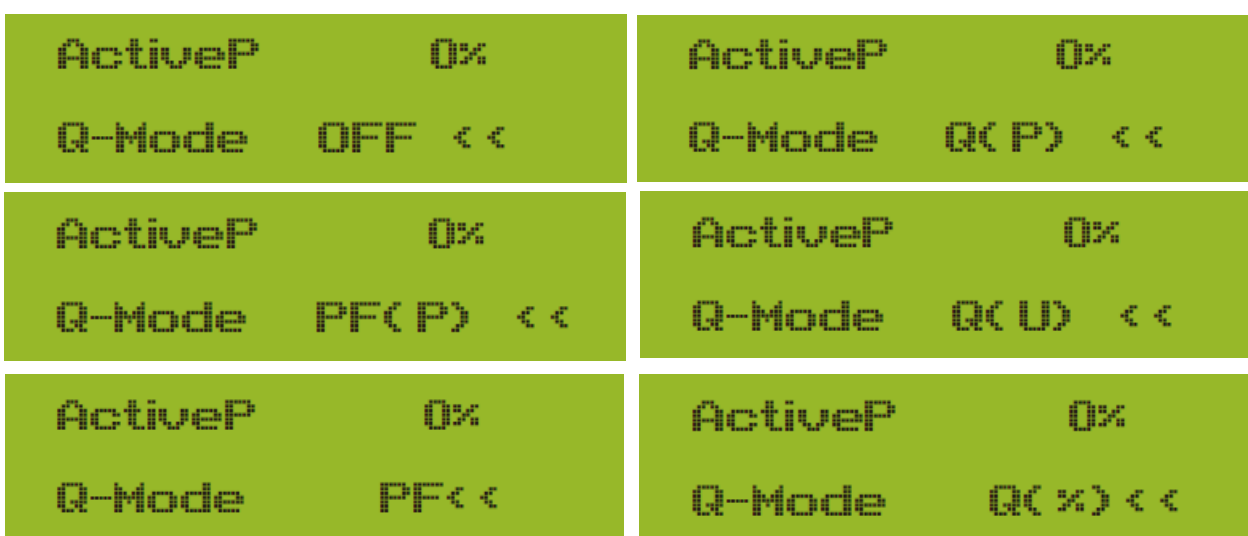 ActiveP 0%
Q-Mode OFF <<
ActiveP 0%
Q-Mode Q(P) <<
ActiveP 0%
Q-Mode PF(P) <<
ActiveP 0%
Q-Mode Q(U) <<
ActiveP 0%
Q-Mode PF<<
ActiveP 0%
Q-Mode Q(%)<<